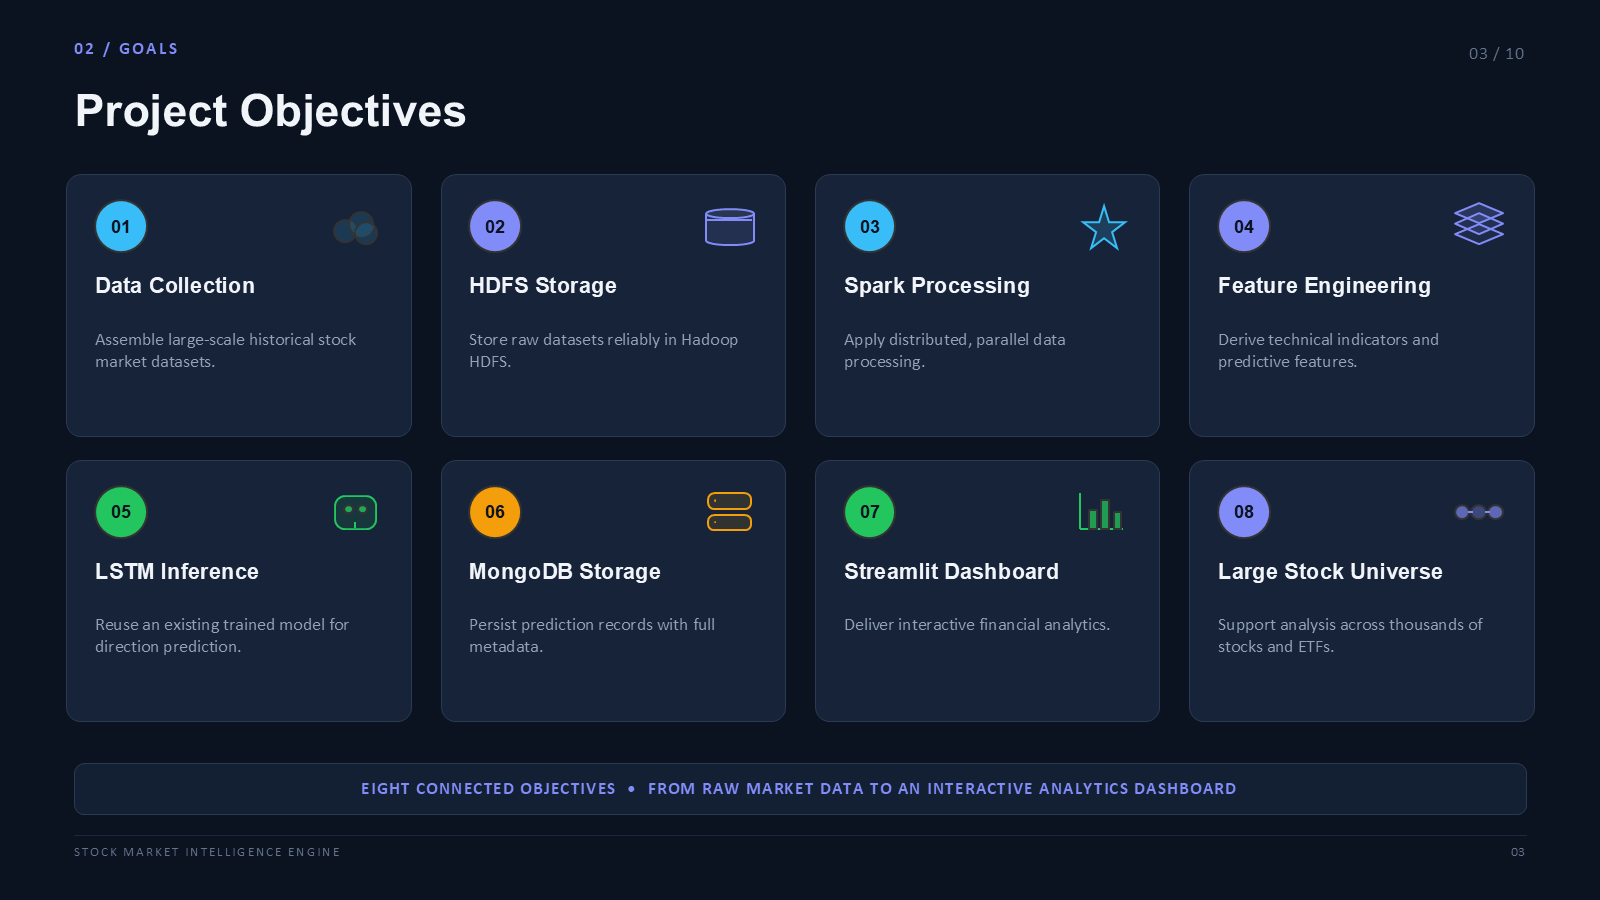 02 / GOALS
03 / 10
Project Objectives
01
Data Collection
Assemble large-scale historical stock
market datasets.
02
HDFS Storage
Store raw datasets reliably in Hadoop
HDFS.
03
Spark Processing
Apply distributed, parallel data
processing.
04
Feature Engineering
Derive technical indicators and
predictive features.
05
LSTM Inference
Reuse an existing trained model for
direction prediction.
06
MongoDB Storage
Persist prediction records with full
metadata.
07
Streamlit Dashboard
Deliver interactive financial analytics.
08
Large Stock Universe
Support analysis across thousands of
stocks and ETFs.
EIGHT CONNECTED OBJECTIVES • FROM RAW MARKET DATA TO AN INTERACTIVE ANALYTICS DASHBOARD
STOCK MARKET INTELLIGENCE ENGINE
03